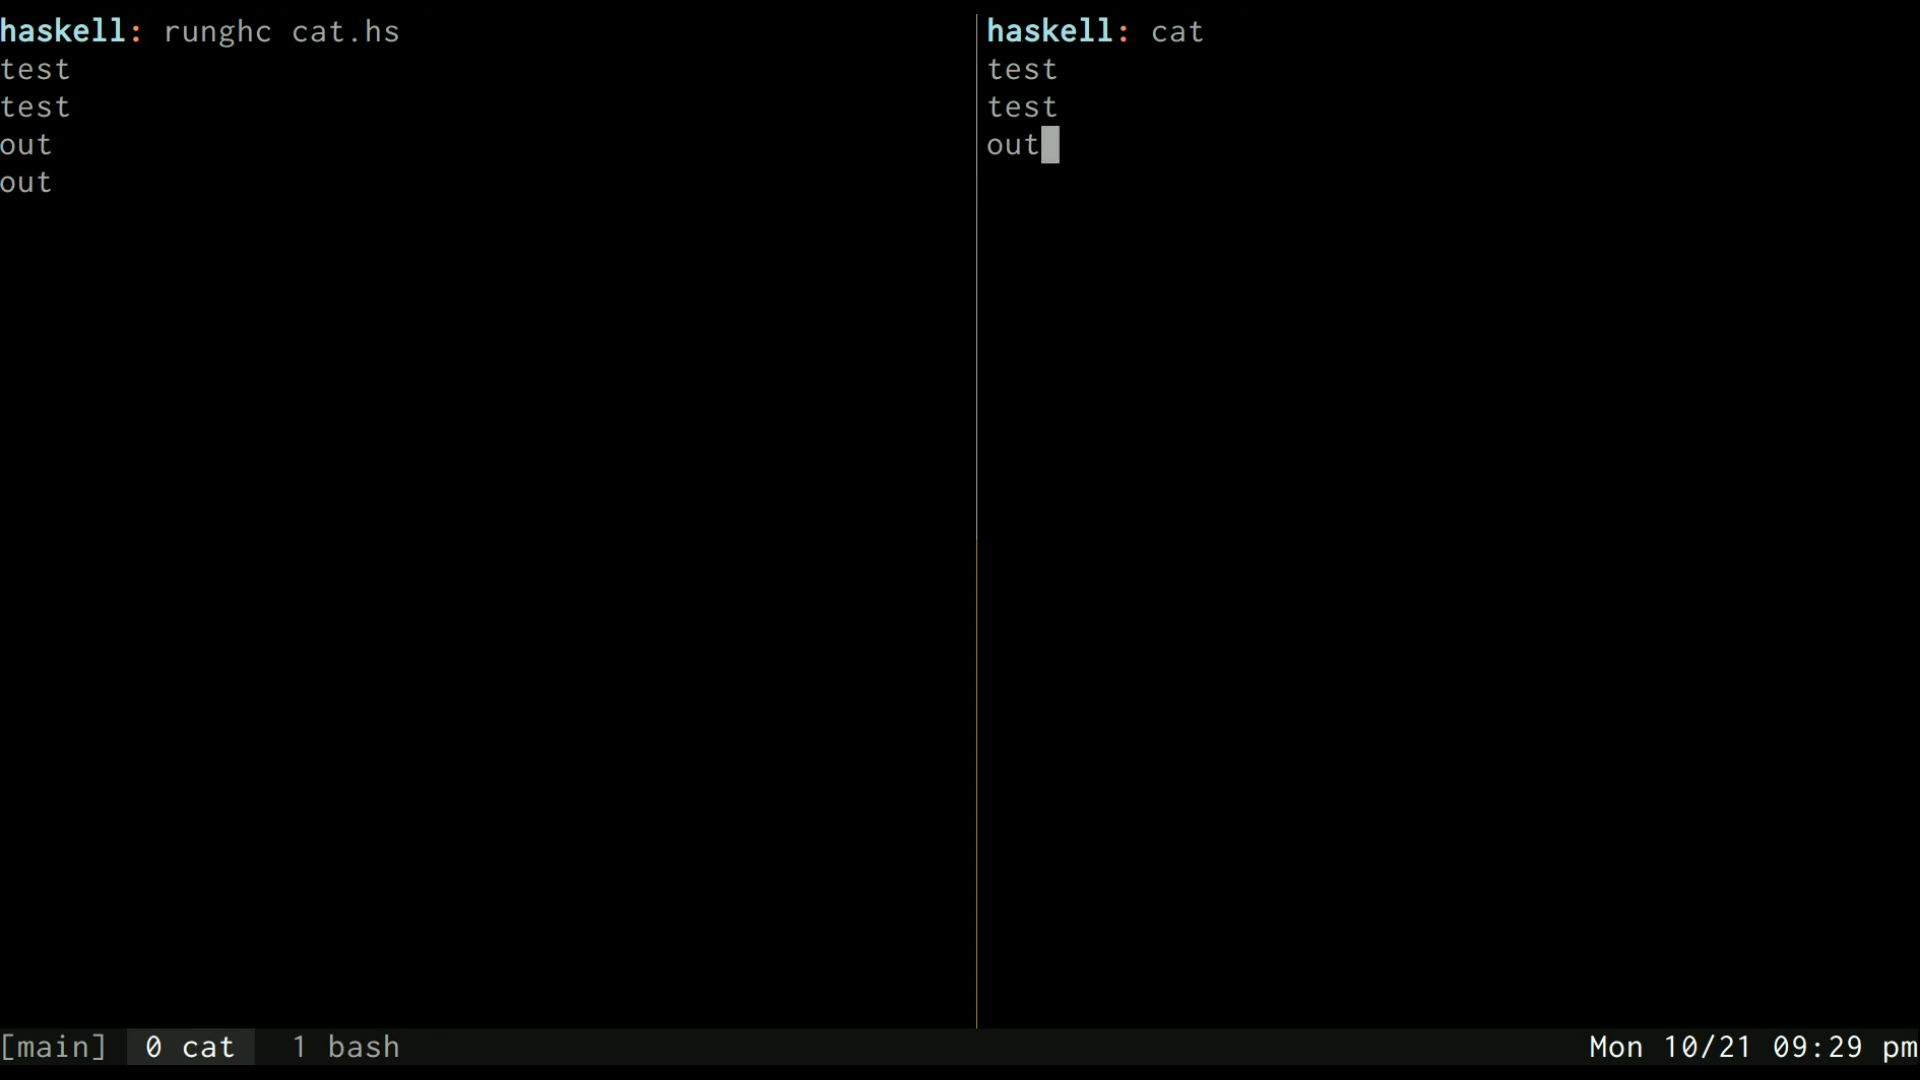 haskell: runghc cat.hs
test
test
out
out
haskell: cat
test
test
out
[main] 0 cat 1 bash Mon 10/21 09:29 pm